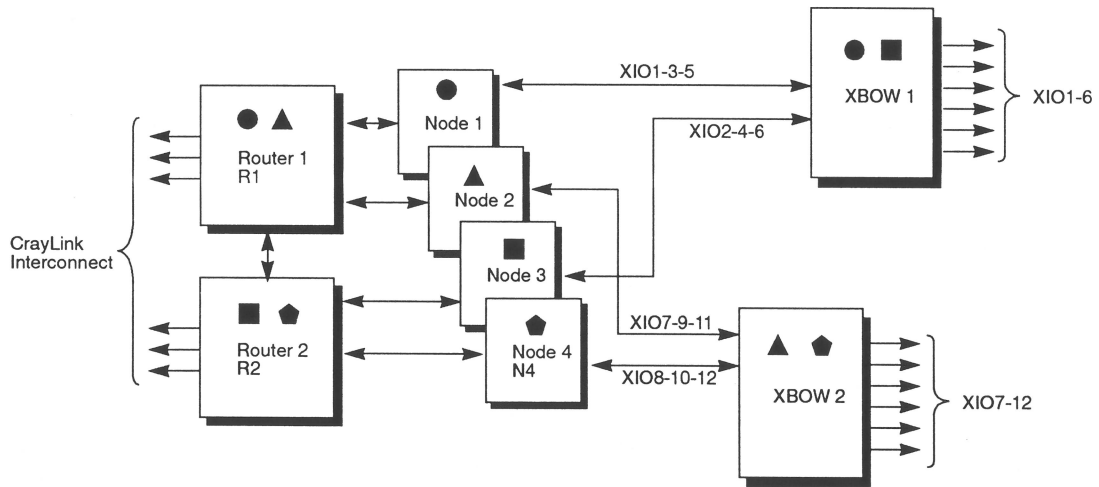 XIO1-3-5
XBOW 1
XIO1-6
Node 1
XIO2-4-6
Router 1
R1
Node 2
CrayLink
Interconnect
Node 3
XIO7-9-11
Router 2
R2
Node 4
N4
XIO8-10-12
XBOW 2
XIO7-12